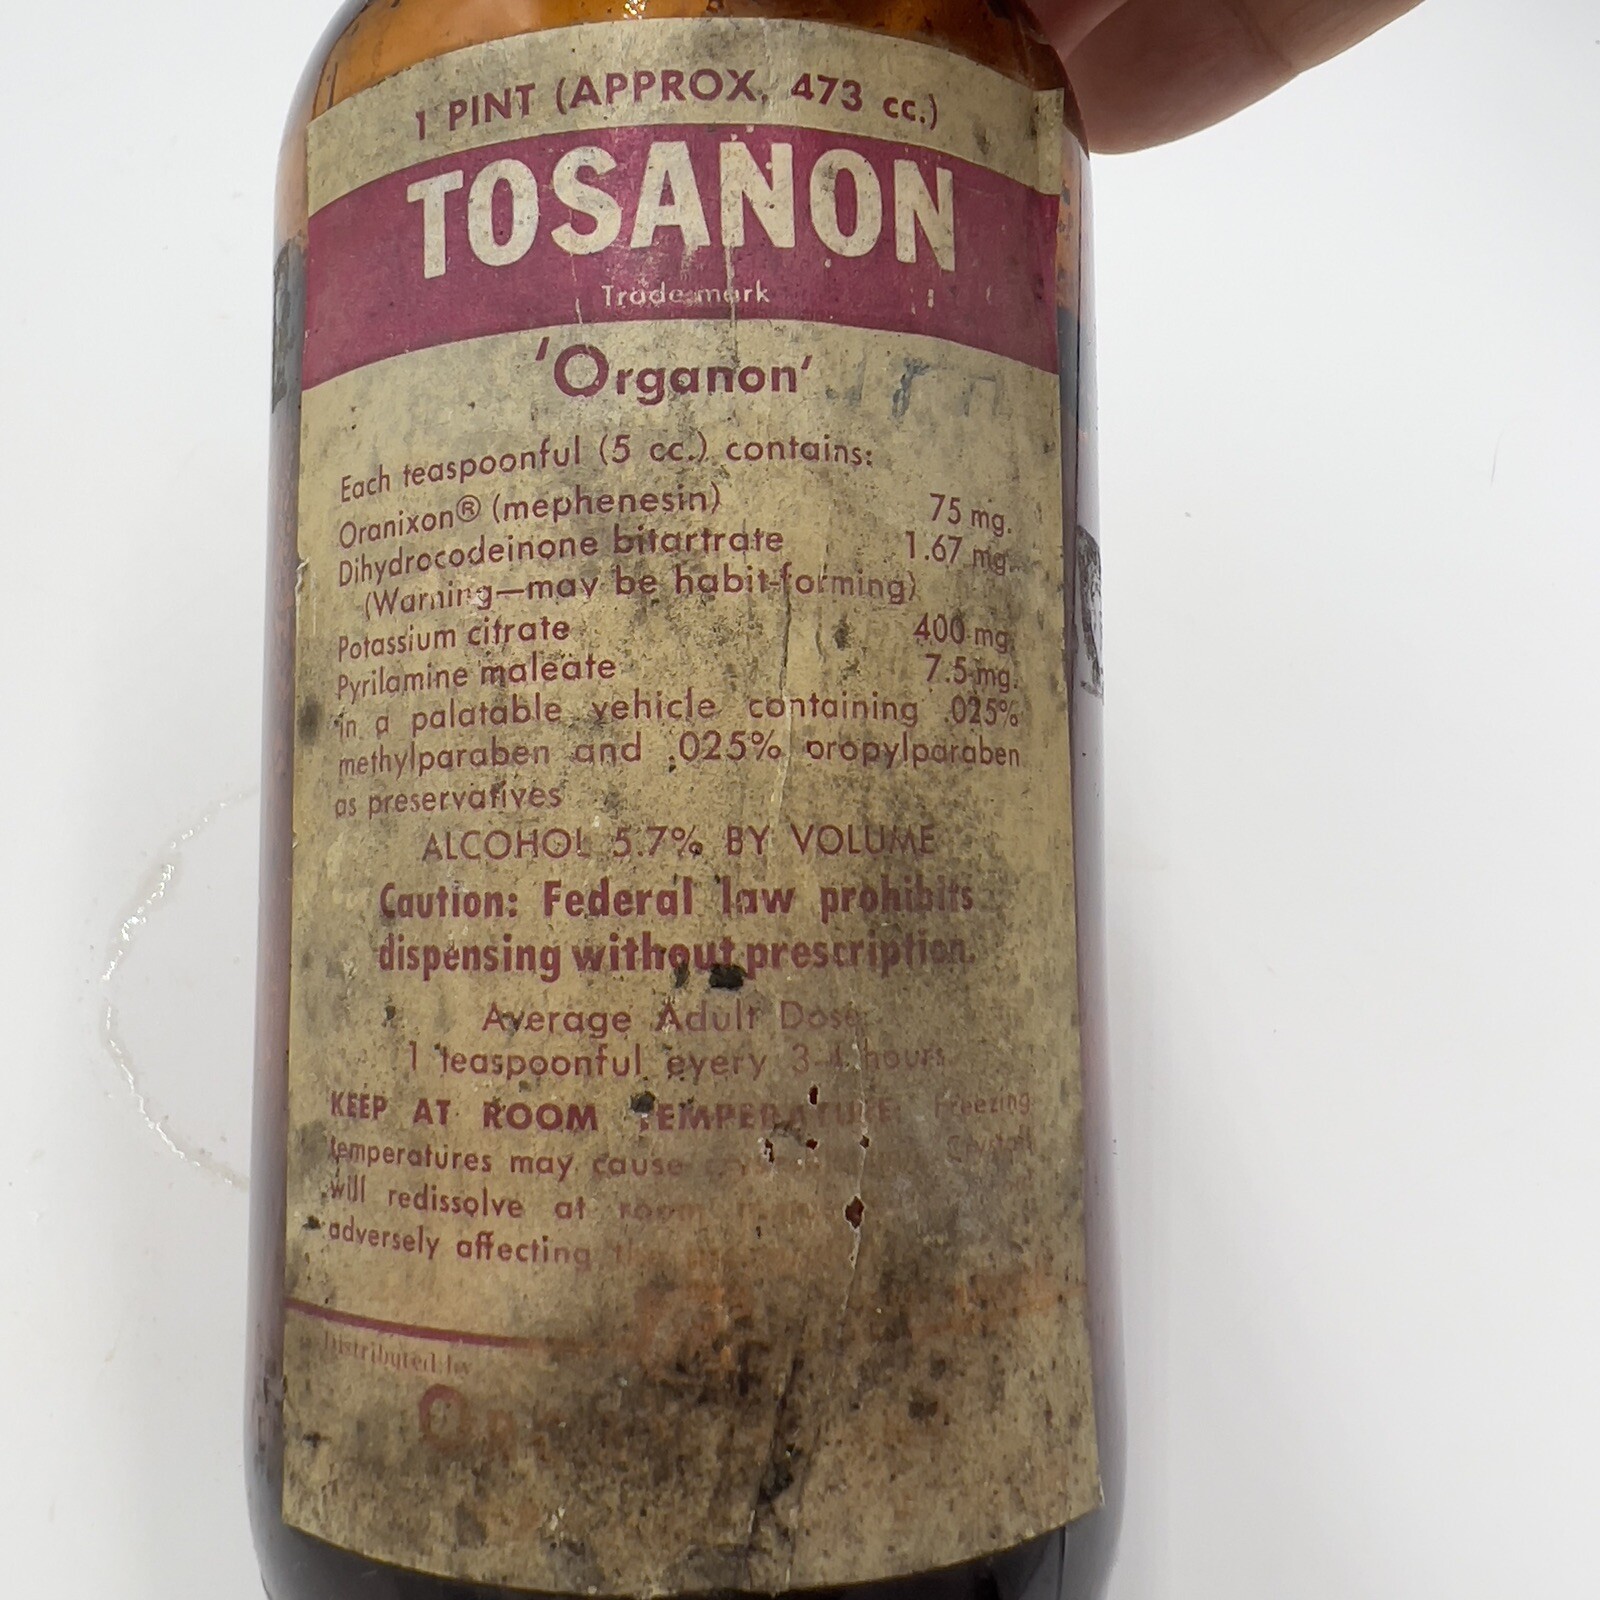 1 PINT (APPROX. 473 cc.)
TOSANON
Trade mark
'Organon'
Each teaspoonful (5 cc.) contains:
Oranixon® (mephenesin) 75 mg.
Dihydrocodeinone bitartrate 1.67 mg.
(Warning—may be habit-forming)
Potassium citrate 400 mg.
Pyrilamine maleate 7.5 mg.
in a palatable vehicle containing .025%
methylparaben and .025% propylparaben
as preservatives
ALCOHOL 5.7% BY VOLUME
Caution: Federal law prohibits
dispensing without prescription.
Average Adult Dose:
1 teaspoonful every 3-4 hours
KEEP AT ROOM TEMPERATURE. Freezing
temperatures may cause Crystals
will redissolve at room
adversely affecting the
Distributed by